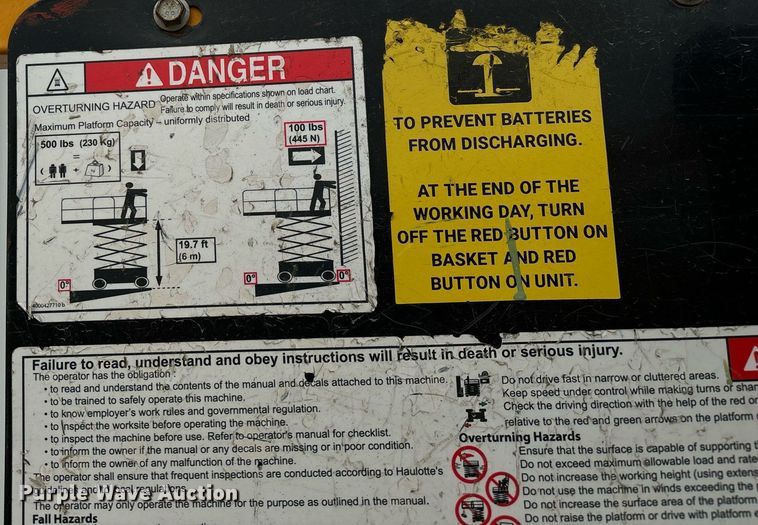 DANGER
OVERTURNING HAZARD
Operate within specifications shown on load chart.
Failure to comply will result in death or serious injury.
Maximum Platform Capacity – uniformly distributed
500 lbs (230 kg)
100 lbs
(445 N)
19.7 ft
(6 m)
0°
0°
0°
4000427710 b
TO PREVENT BATTERIES
FROM DISCHARGING.
AT THE END OF THE
WORKING DAY, TURN
OFF THE RED BUTTON ON
BASKET AND RED
BUTTON ON UNIT.
Failure to read, understand and obey instructions will result in death or serious injury.
The operator has the obligation :
• to read and understand the contents of the manual and decals attached to this machine.
• to be trained to safely operate this machine.
• to know employer's work rules and governmental regulation.
• to inspect the worksite before operating the machine.
• to inspect the machine before use. Refer to operator's manual for checklist.
• to inform the owner if the manual or any decals are missing or in poor condition.
• to inform the owner of any malfunction of the machine.
The operator shall ensure that frequent inspections are conducted according to Haulotte's
The operator may only operate the machine for the purpose as outlined in the manual.
Fall Hazards
Do not drive fast in narrow or cluttered areas.
Keep speed under control while making turns or shar
Check the driving direction with the help of the red or
relative to the red and green arrows on the platform
Overturning Hazards
Ensure that the surface is capable of supporting t
Do not exceed maximum allowable load and rate
Do not increase the working height (using exten
Do not use the machine in winds exceeding the p
Do not increase the surface area of the platform
Do not raise the platform or drive with platform e
Purple Wave Auction